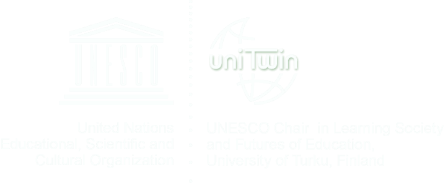 uniTwin
United Nations
Educational, Scientific and
Cultural Organization
UNESCO Chair in Learning Society
and Futures of Education
University of Turku, Finland